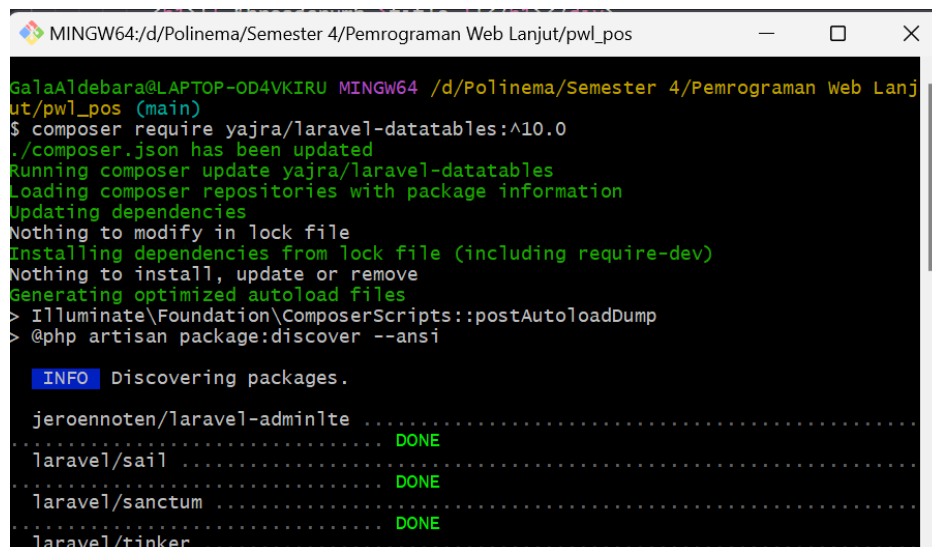 MINGW64:/d/Polinema/Semester 4/Pemrograman Web Lanjut/pwl_pos
GalaAldebara@LAPTOP-OD4VKIRU MINGW64 /d/Polinema/Semester 4/Pemrograman Web Lanj
ut/pwl_pos (main)
$ composer require yajra/laravel-datatables:^10.0
./composer.json has been updated
Running composer update yajra/laravel-datatables
Loading composer repositories with package information
Updating dependencies
Nothing to modify in lock file
Installing dependencies from lock file (including require-dev)
Nothing to install, update or remove
Generating optimized autoload files
> Illuminate\Foundation\ComposerScripts::postAutoloadDump
> @php artisan package:discover --ansi
INFO Discovering packages.
jeroennoten/laravel-adminlte ..................................................
.................................. DONE
laravel/sail ...................................................................
.................................. DONE
laravel/sanctum ................................................................
.................................. DONE
laravel/tinker